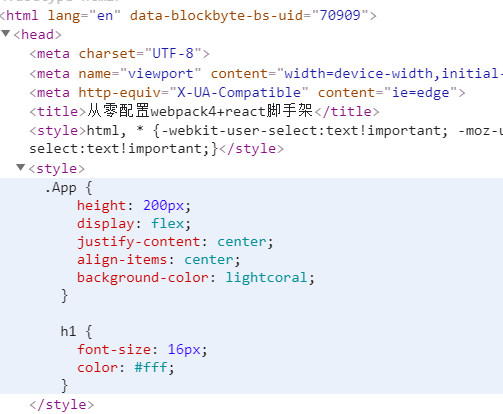 <html lang="en" data-blockbyte-bs-uid="70909">
<head>
<meta charset="UTF-8">
<meta name="viewport" content="width=device-width,initial-
<meta http-equiv="X-UA-Compatible" content="ie=edge">
<title>从零配置webpack4+react脚手架</title>
<style>html, * {-webkit-user-select:text!important; -moz-u
select:text!important;}</style>
<style>
.App {
height: 200px;
display: flex;
justify-content: center;
align-items: center;
background-color: lightcoral;
}
h1 {
font-size: 16px;
color: #fff;
}
</style>